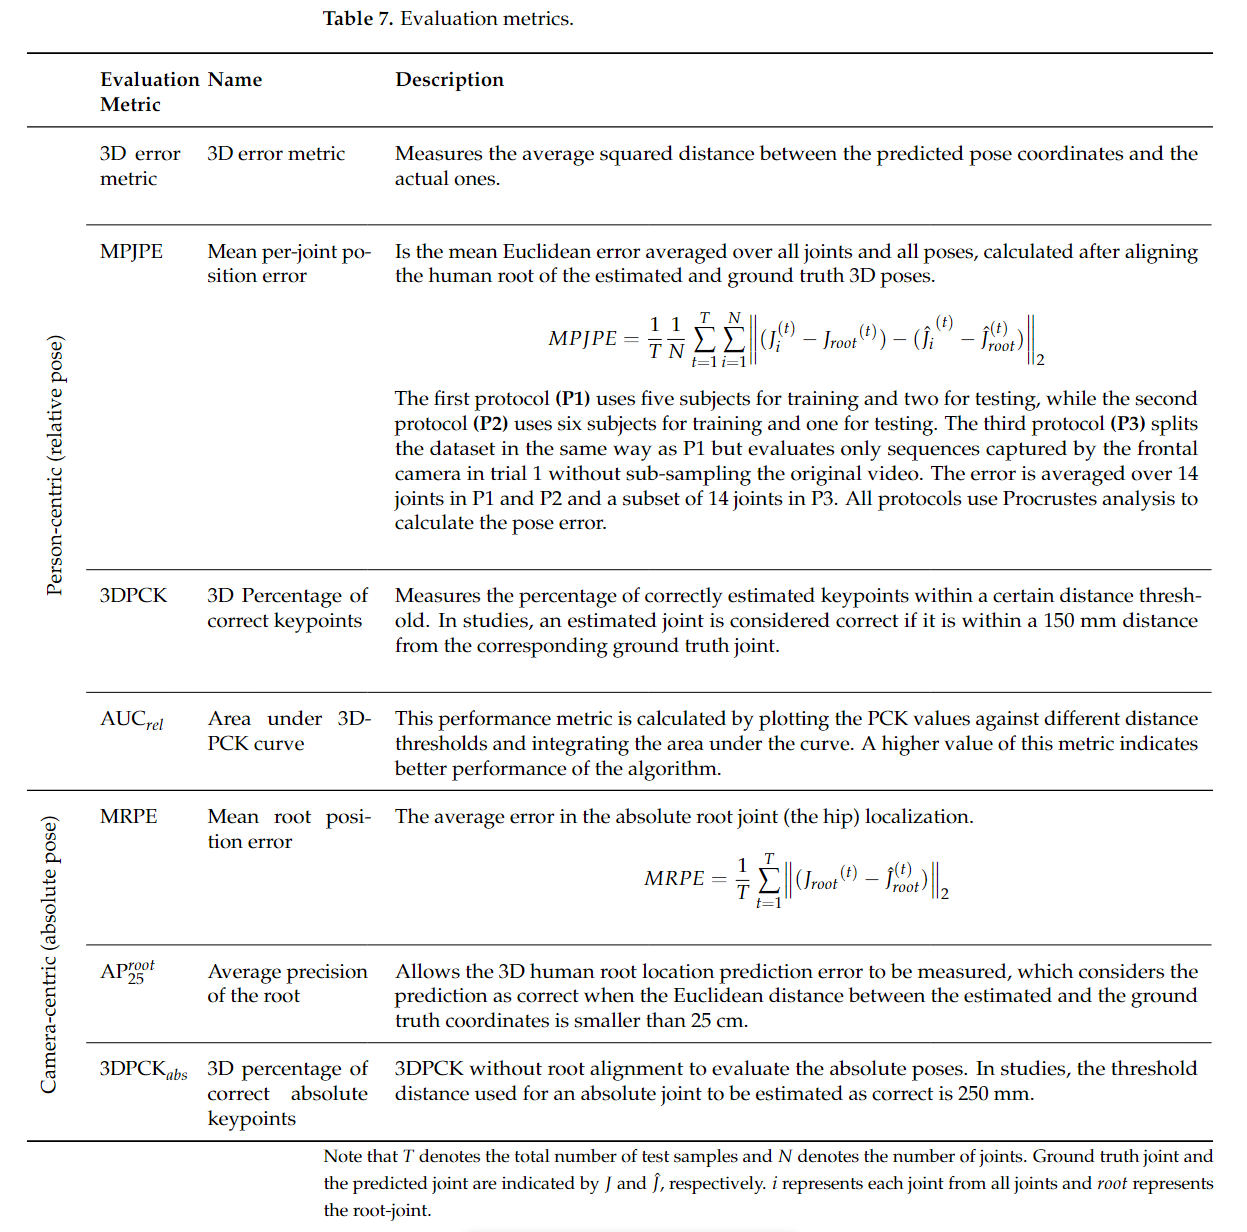 Table 7. Evaluation metrics.
Evaluation Metric
Name
Description
Person-centric (relative pose)
3D error metric
3D error metric
Measures the average squared distance between the predicted pose coordinates and the
actual ones.
MPJPE
Mean per-joint po-
sition error
Is the mean Euclidean error averaged over all joints and all poses, calculated after aligning
the human root of the estimated and ground truth 3D poses.
$MPJPE = \frac{1}{T}\frac{1}{N}\sum_{t=1}^{T}\sum_{i=1}^{N}\left\|(J_i^{(t)} - J_{root}^{(t)}) - (\hat{J}_i^{(t)} - \hat{J}_{root}^{(t)})\right\|_2$
The first protocol (P1) uses five subjects for training and two for testing, while the second
protocol (P2) uses six subjects for training and one for testing. The third protocol (P3) splits
the dataset in the same way as P1 but evaluates only sequences captured by the frontal
camera in trial 1 without sub-sampling the original video. The error is averaged over 14
joints in P1 and P2 and a subset of 14 joints in P3. All protocols use Procrustes analysis to
calculate the pose error.
3DPCK
3D Percentage of
correct keypoints
Measures the percentage of correctly estimated keypoints within a certain distance thresh-
old. In studies, an estimated joint is considered correct if it is within a 150 mm distance
from the corresponding ground truth joint.
AUC_{rel}
Area under 3D-
PCK curve
This performance metric is calculated by plotting the PCK values against different distance
thresholds and integrating the area under the curve. A higher value of this metric indicates
better performance of the algorithm.
Camera-centric (absolute pose)
MRPE
Mean root posi-
tion error
The average error in the absolute root joint (the hip) localization.
$MRPE = \frac{1}{T}\sum_{t=1}^{T}\left\|(J_{root}^{(t)} - \hat{J}_{root}^{(t)})\right\|_2$
AP_{25}^{root}
Average precision
of the root
Allows the 3D human root location prediction error to be measured, which considers the
prediction as correct when the Euclidean distance between the estimated and the ground
truth coordinates is smaller than 25 cm.
3DPCK_{abs}
3D percentage of
correct absolute
keypoints
3DPCK without root alignment to evaluate the absolute poses. In studies, the threshold
distance used for an absolute joint to be estimated as correct is 250 mm.
Note that T denotes the total number of test samples and N denotes the number of joints. Ground truth joint and
the predicted joint are indicated by J and Ĵ, respectively. i represents each joint from all joints and root represents
the root-joint.